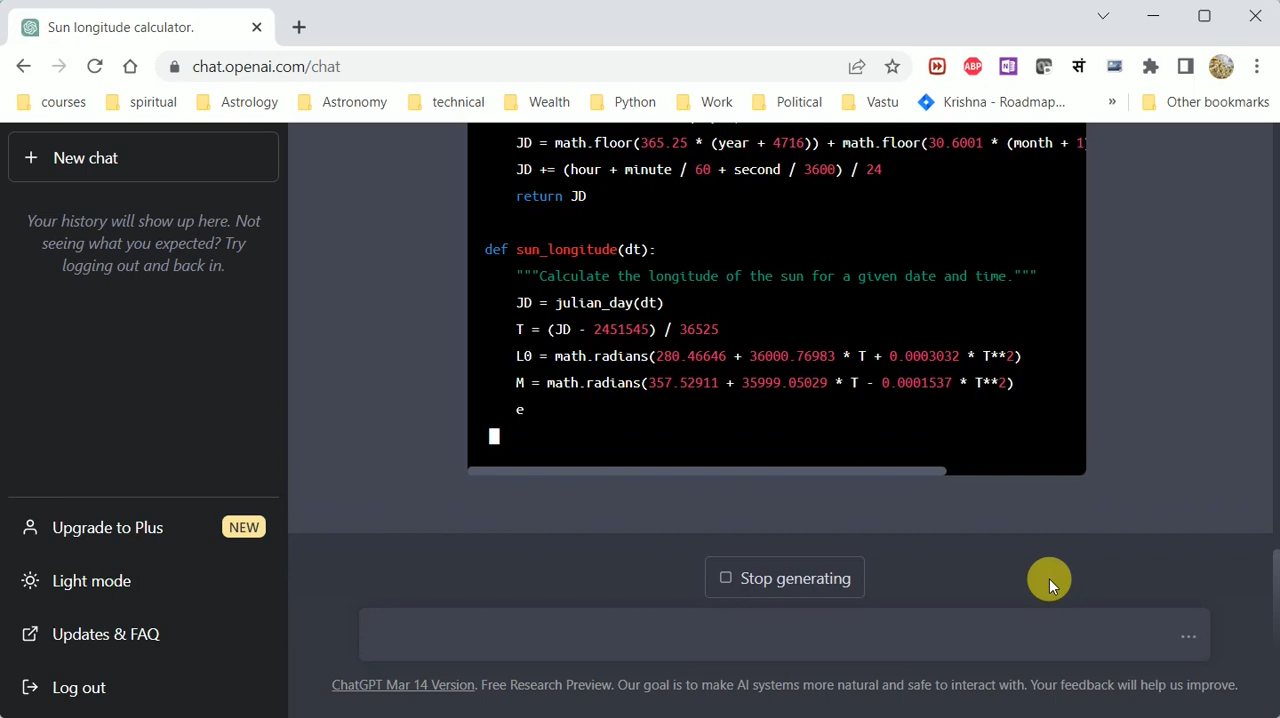 Sun longitude calculator.
chat.openai.com/chat
ABP
सं
courses
spiritual
Astrology
Astronomy
technical
Wealth
Python
Work
Political
Vastu
Krishna - Roadmap...
»
Other bookmarks
+ New chat
Your history will show up here. Not
seeing what you expected? Try
logging out and back in.
Upgrade to Plus
NEW
Light mode
Updates & FAQ
Log out
JD = math.floor(365.25 * (year + 4716)) + math.floor(30.6001 * (month + 1
JD += (hour + minute / 60 + second / 3600) / 24
return JD
def sun_longitude(dt):
"""Calculate the longitude of the sun for a given date and time."""
JD = julian_day(dt)
T = (JD - 2451545) / 36525
L0 = math.radians(280.46646 + 36000.76983 * T + 0.0003032 * T**2)
M = math.radians(357.52911 + 35999.05029 * T - 0.0001537 * T**2)
e
Stop generating
...
ChatGPT Mar 14 Version. Free Research Preview. Our goal is to make AI systems more natural and safe to interact with. Your feedback will help us improve.